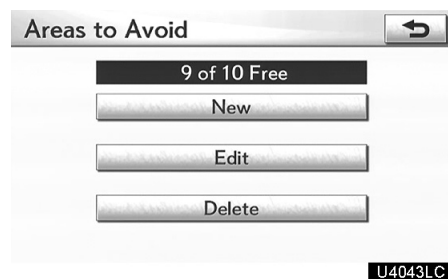 Areas to Avoid
9 of 10 Free
New
Edit
Delete
U4043LC